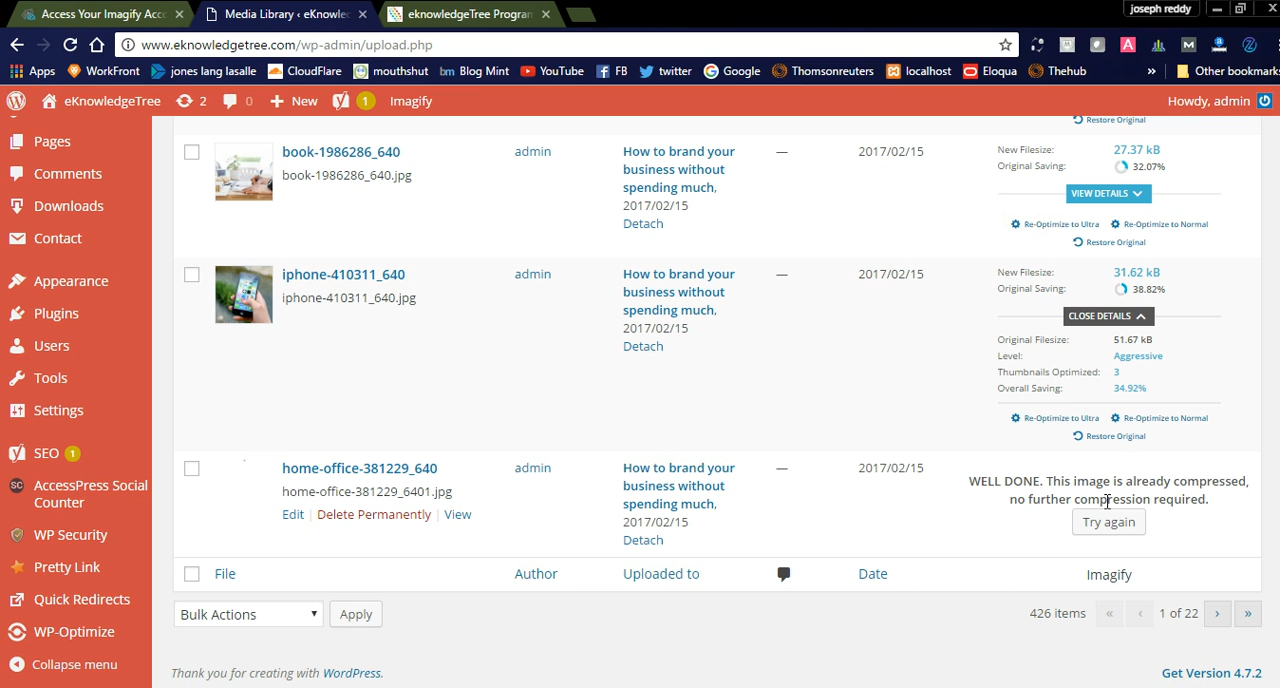 joseph reddy
Access Your Imagify Acc
Media Library ‹ eKnowle
eknowledgeTree Program
www.eknowledgetree.com/wp-admin/upload.php
Apps WorkFront jones lang lasalle CloudFlare mouthshut bm Blog Mint YouTube FB twitter Google Thomsonreuters localhost Eloqua Thehub » Other bookmarks
eKnowledgeTree 2 0 + New 1 Imagify Howdy, admin
Pages
Comments
Downloads
Contact
Appearance
Plugins
Users
Tools
Settings
SEO 1
SC AccessPress Social
Counter
WP Security
Pretty Link
Quick Redirects
WP-Optimize
Collapse menu
Restore Original
book-1986286_640
book-1986286_640.jpg
admin
How to brand your
business without
spending much,
2017/02/15
Detach
—
2017/02/15
New Filesize: 27.37 kB
Original Saving: 32.07%
VIEW DETAILS
Re-Optimize to Ultra Re-Optimize to Normal
Restore Original
iphone-410311_640
iphone-410311_640.jpg
admin
How to brand your
business without
spending much,
2017/02/15
Detach
—
2017/02/15
New Filesize: 31.62 kB
Original Saving: 38.82%
CLOSE DETAILS
Original Filesize: 51.67 kB
Level: Aggressive
Thumbnails Optimized: 3
Overall Saving: 34.92%
Re-Optimize to Ultra Re-Optimize to Normal
Restore Original
home-office-381229_640
home-office-381229_6401.jpg
Edit | Delete Permanently | View
admin
How to brand your
business without
spending much,
2017/02/15
Detach
—
2017/02/15
WELL DONE. This image is already compressed,
no further compression required.
Try again
File Author Uploaded to Date Imagify
Bulk Actions Apply 426 items « ‹ 1 of 22 › »
Thank you for creating with WordPress. Get Version 4.7.2